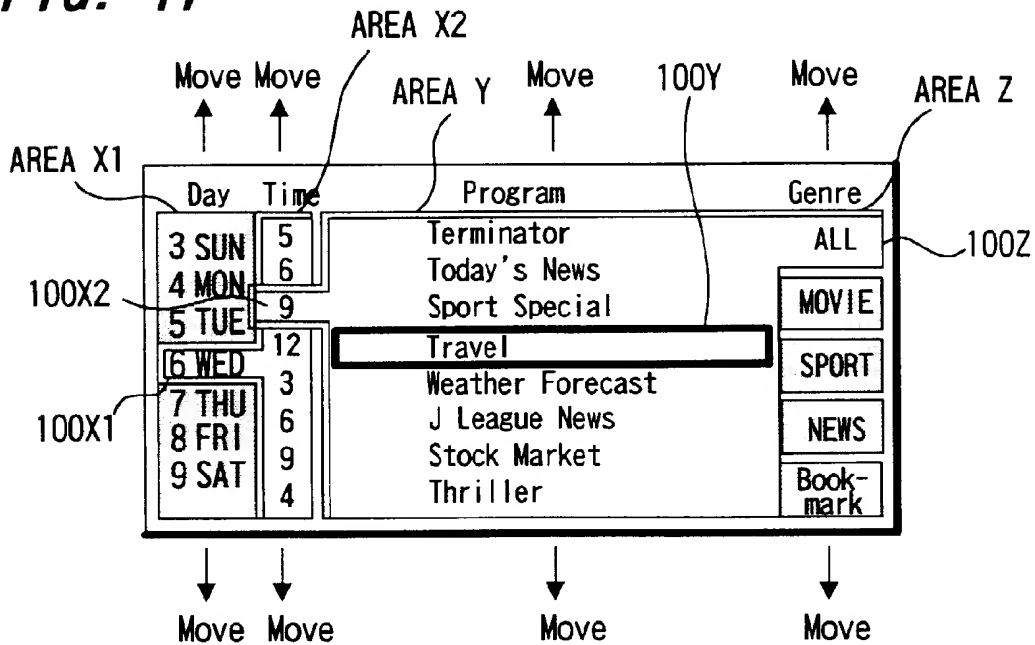 AREA X2
Move Move AREA Y Move 100Y Move AREA Z
AREA X1
Day Time Program Genre
3 SUN 5 Terminator ALL 100Z
6 Today's News
4 MON
100X2 9 Sport Special MOVIE
5 TUE
12 Travel
6 WED SPORT
3 Weather Forecast
7 THU
100X1 6 J League News NEWS
8 FRI
9 Stock Market
9 SAT Book-
4 Thriller mark
Move Move Move Move